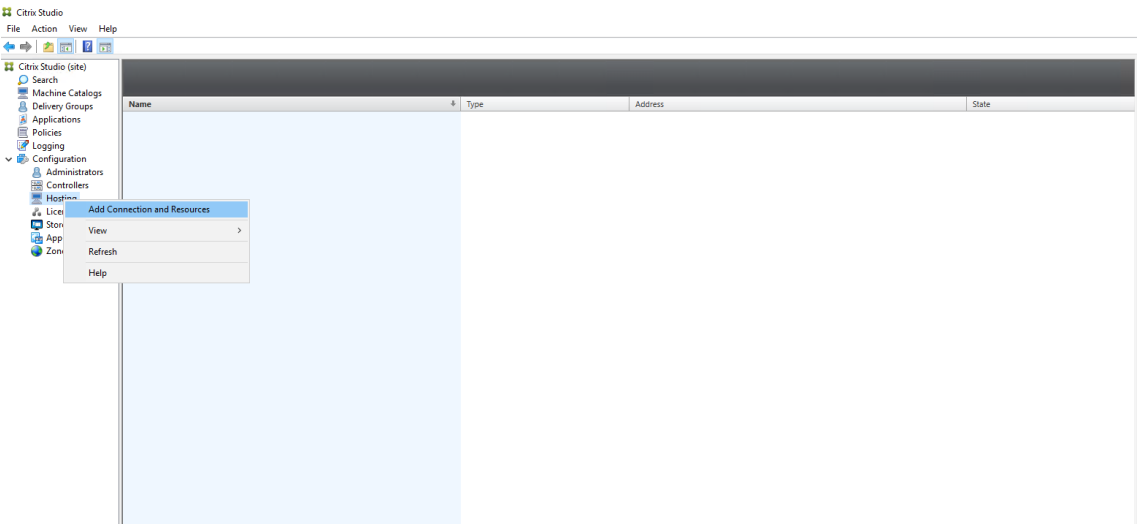 Citrix Studio
File Action View Help
Citrix Studio (site)
Search
Machine Catalogs
Delivery Groups
Applications
Policies
Logging
Configuration
Administrators
Controllers
Hosting
Name Type Address State
Add Connection and Resources
View
Refresh
Help